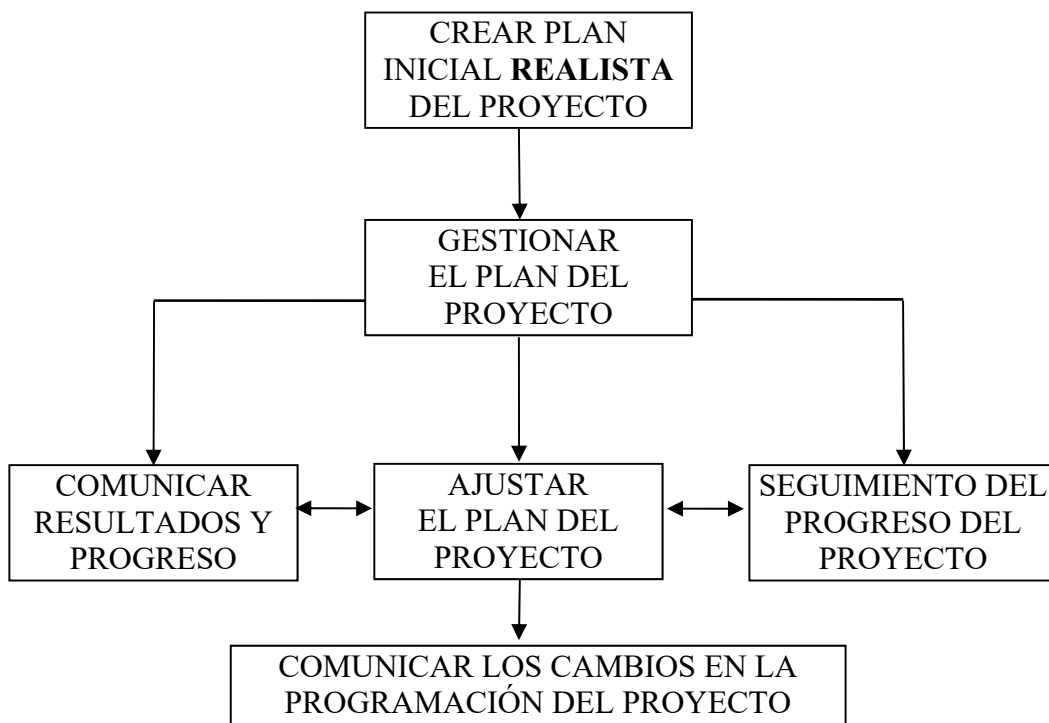 CREAR PLAN
INICIAL REALISTA
DEL PROYECTO
GESTIONAR
EL PLAN DEL
PROYECTO
COMUNICAR
RESULTADOS Y
PROGRESO
AJUSTAR
EL PLAN DEL
PROYECTO
SEGUIMIENTO DEL
PROGRESO DEL
PROYECTO
COMUNICAR LOS CAMBIOS EN LA
PROGRAMACIÓN DEL PROYECTO